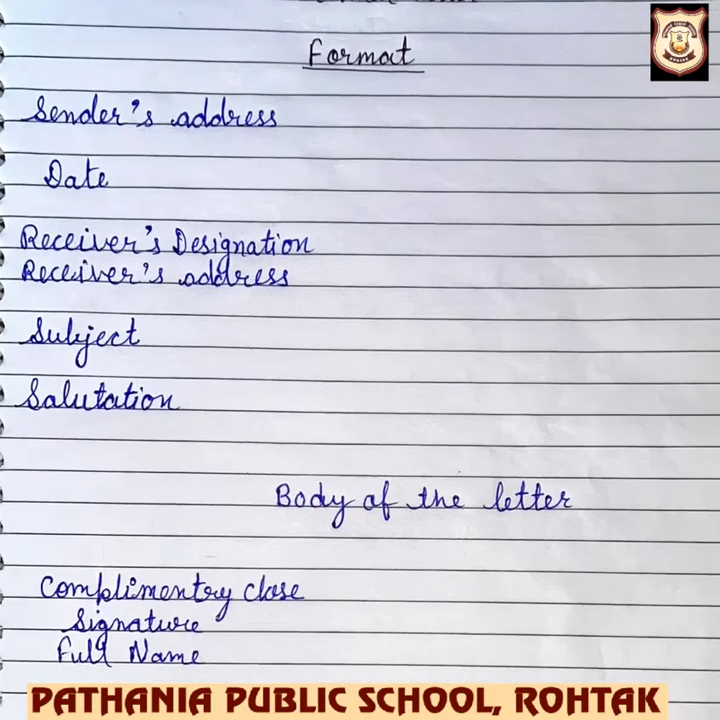 Format
Sender's address
Date
Receiver's Designation
Receiver's address
Subject
Salutation
Body of the letter
Complimentry close
Signature
Full Name
PATHANIA PUBLIC SCHOOL, ROHTAK